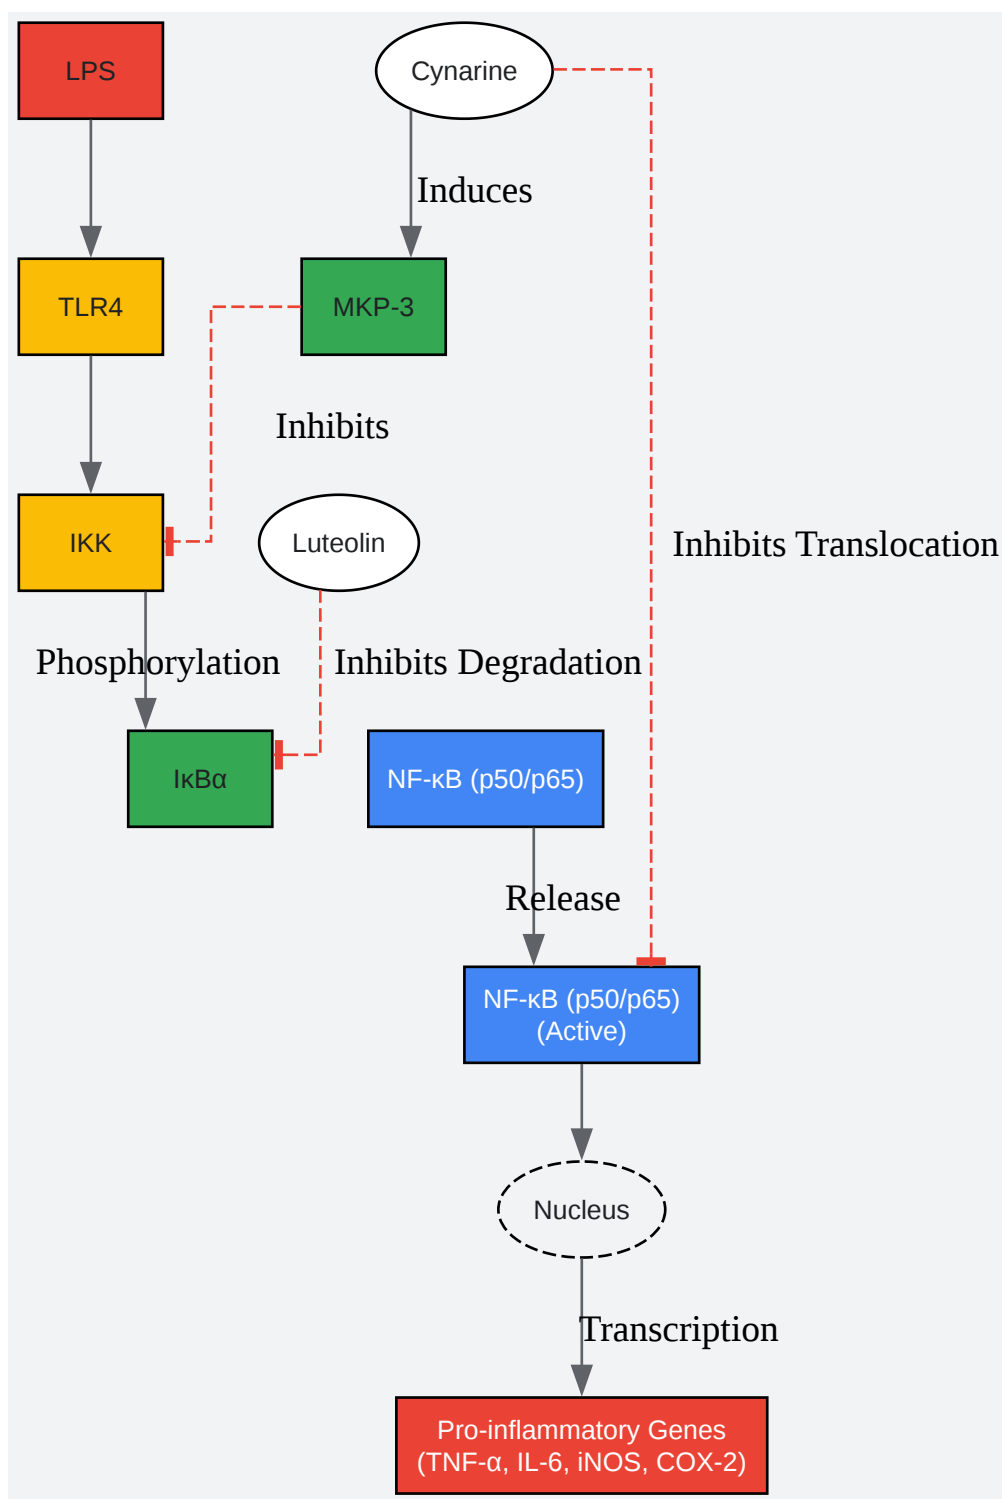 LPS
Cynarine
Induces
TLR4
MKP-3
Inhibits
IKK
Luteolin
Inhibits Translocation
Phosphorylation
Inhibits Degradation
IκBα
NF-κB (p50/p65)
Release
NF-κB (p50/p65)
(Active)
Nucleus
Transcription
Pro-inflammatory Genes
(TNF-α, IL-6, iNOS, COX-2)